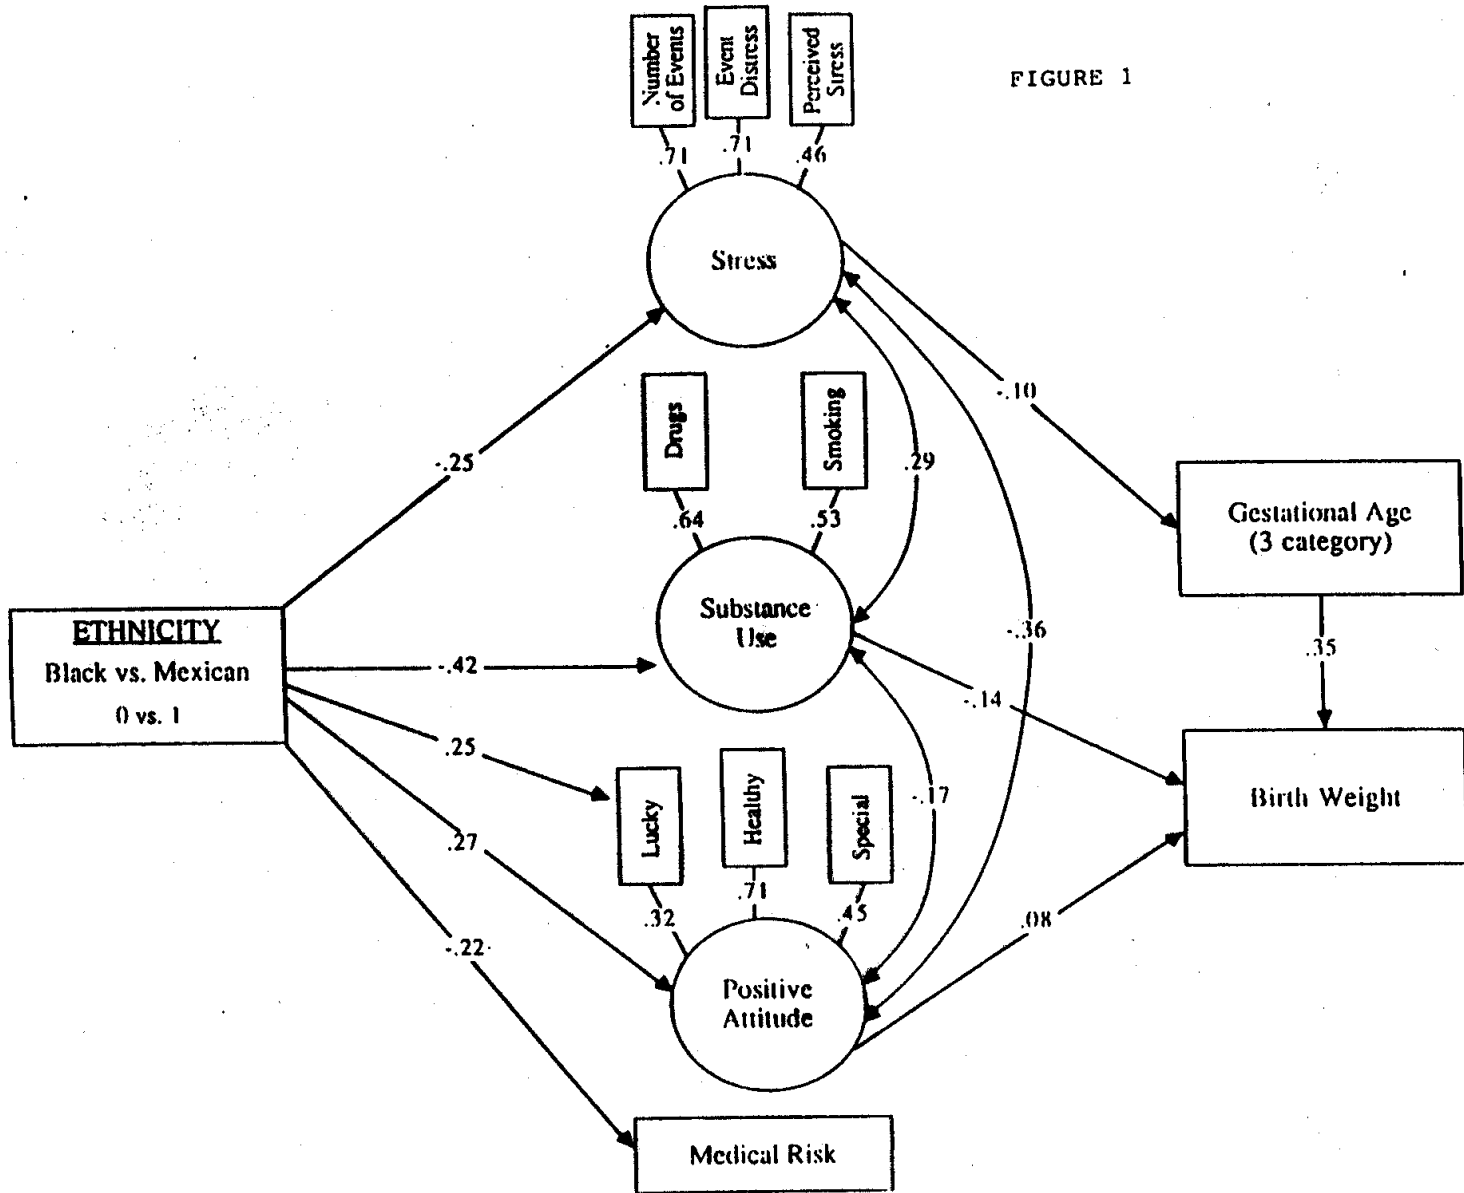 FIGURE 1
Number
of Events
Event
Distress
Perceived
Stress
.71
.71
.46
Stress
-.10
Drugs
Smoking
-.25
.29
.64
.53
Gestational Age
(3 category)
Substance
Use
ETHNICITY
Black vs. Mexican
0 vs. 1
-.42
-.36
.35
-.14
.25
Lucky
Healthy
Special
-.17
Birth Weight
.27
.32
.71
.45
.08
-.22
Positive
Attitude
Medical Risk